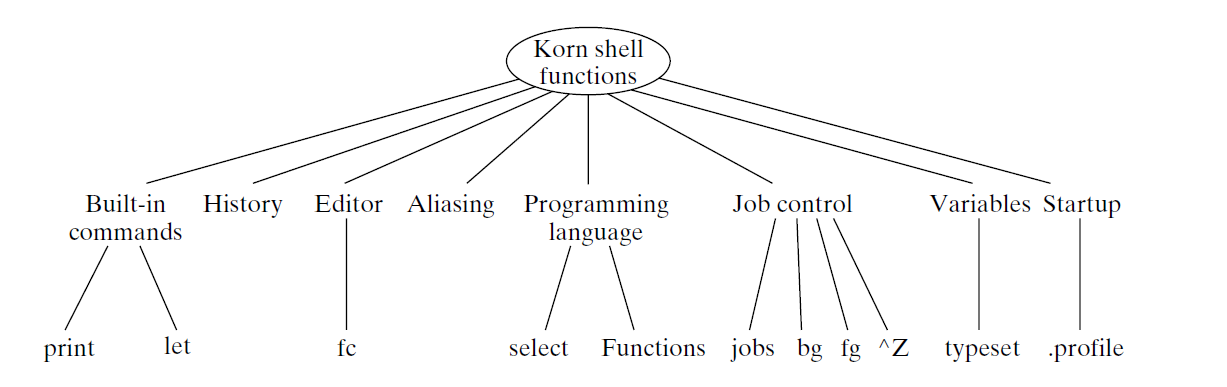 Korn shell
functions
Built-in
commands
History
Editor
Aliasing
Programming
language
Job control
Variables
Startup
print
let
fc
select
Functions
jobs
bg
fg
^Z
typeset
.profile